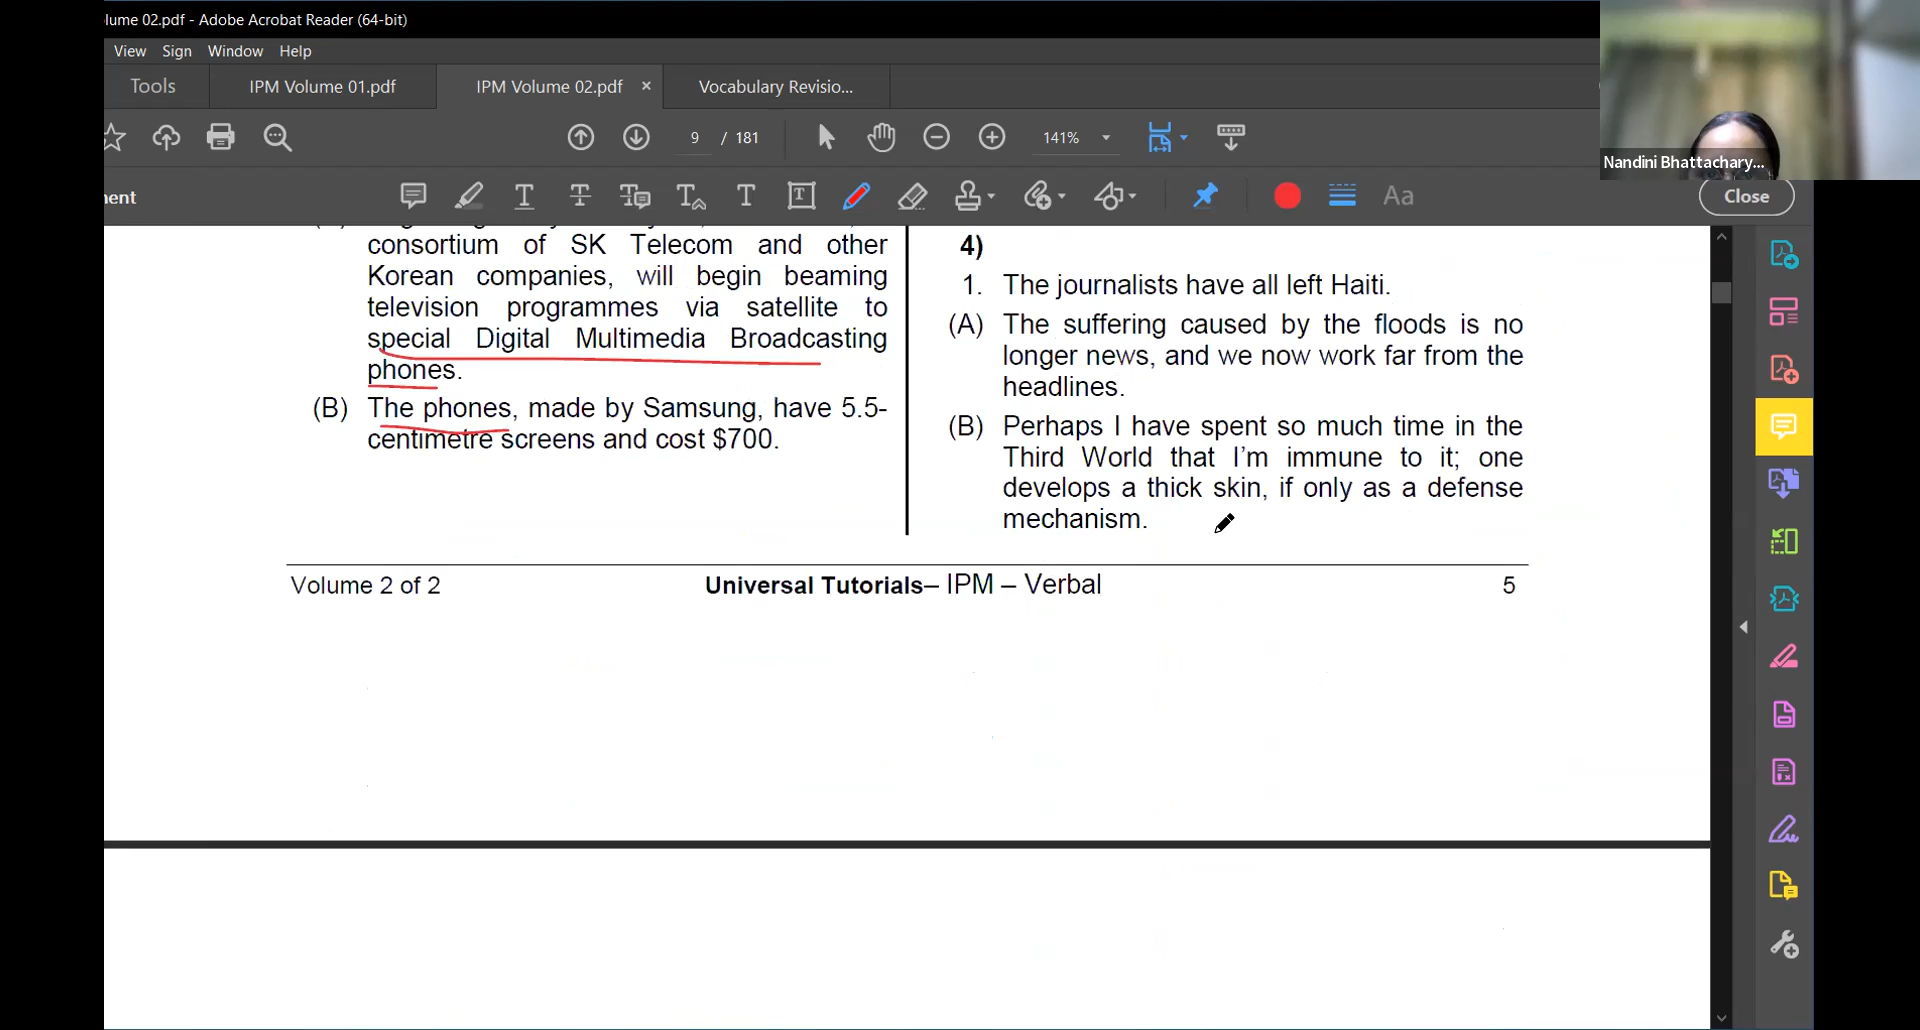 lume 02.pdf - Adobe Acrobat Reader (64-bit)
View Sign Window Help
Tools IPM Volume 01.pdf IPM Volume 02.pdf × Vocabulary Revisio...
9 / 181 141%
Nandini Bhattachary...
ent Aa Close
consortium of SK Telecom and other
Korean companies, will begin beaming
television programmes via satellite to
special Digital Multimedia Broadcasting
phones.
(B) The phones, made by Samsung, have 5.5-
centimetre screens and cost $700.
4)
1. The journalists have all left Haiti.
(A) The suffering caused by the floods is no
longer news, and we now work far from the
headlines.
(B) Perhaps I have spent so much time in the
Third World that I’m immune to it; one
develops a thick skin, if only as a defense
mechanism.
Volume 2 of 2 Universal Tutorials– IPM – Verbal 5